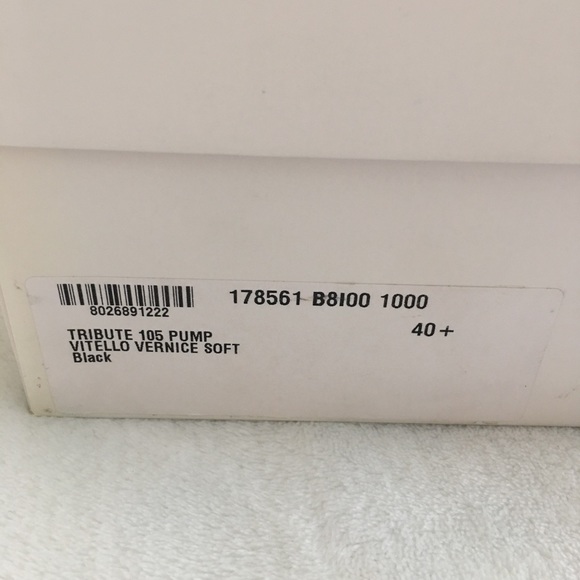 178561 B8I00 1000
8026891222
40+
TRIBUTE 105 PUMP
VITELLO VERNICE SOFT
Black